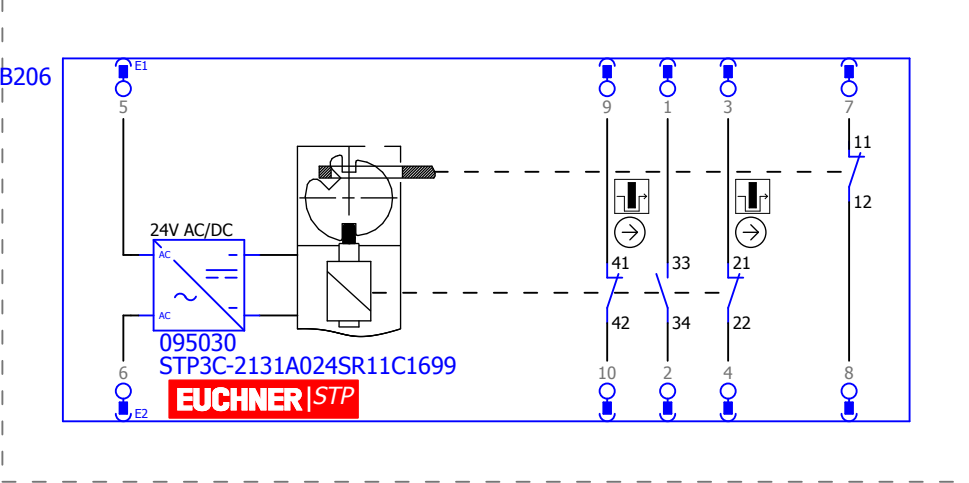 B206
E1
5 9 1 3 7
11
12
24V AC/DC
AC
AC
41 33 21
42 34 22
095030
STP3C-2131A024SR11C1699
6 10 2 4 8
EUCHNER|STP
E2